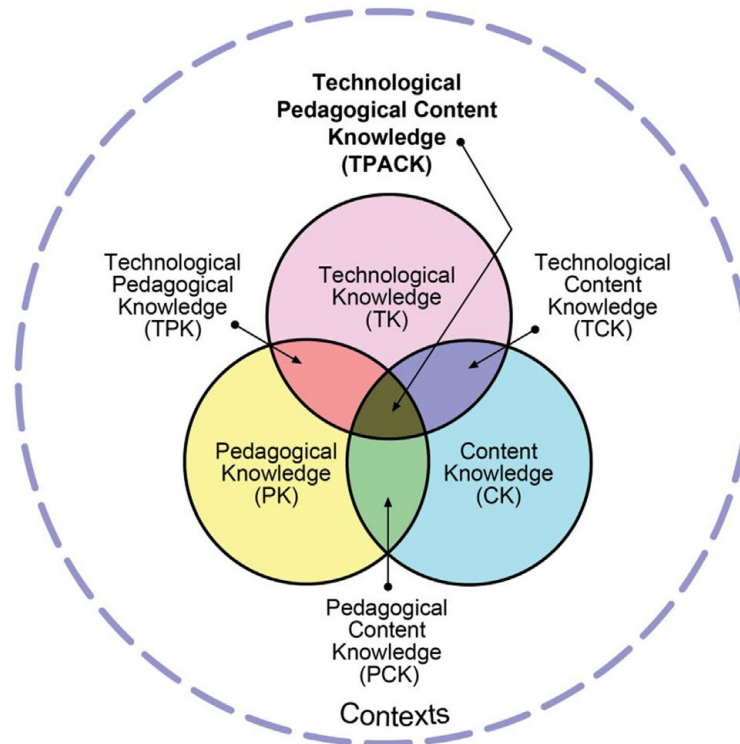 Technological
Pedagogical Content
Knowledge
(TPACK)
Technological
Pedagogical
Knowledge
(TPK)
Technological
Knowledge
(TK)
Technological
Content
Knowledge
(TCK)
Pedagogical
Knowledge
(PK)
Content
Knowledge
(CK)
Pedagogical
Content
Knowledge
(PCK)
Contexts